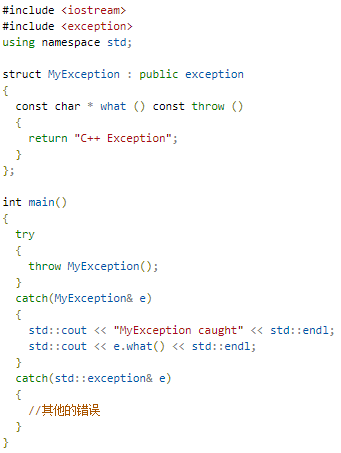 #include <iostream>
#include <exception>
using namespace std;

struct MyException : public exception
{
  const char * what () const throw ()
  {
    return "C++ Exception";
  }
};

int main()
{
  try
  {
    throw MyException();
  }
  catch(MyException& e)
  {
    std::cout << "MyException caught" << std::endl;
    std::cout << e.what() << std::endl;
  }
  catch(std::exception& e)
  {
    //其他的错误
  }
}